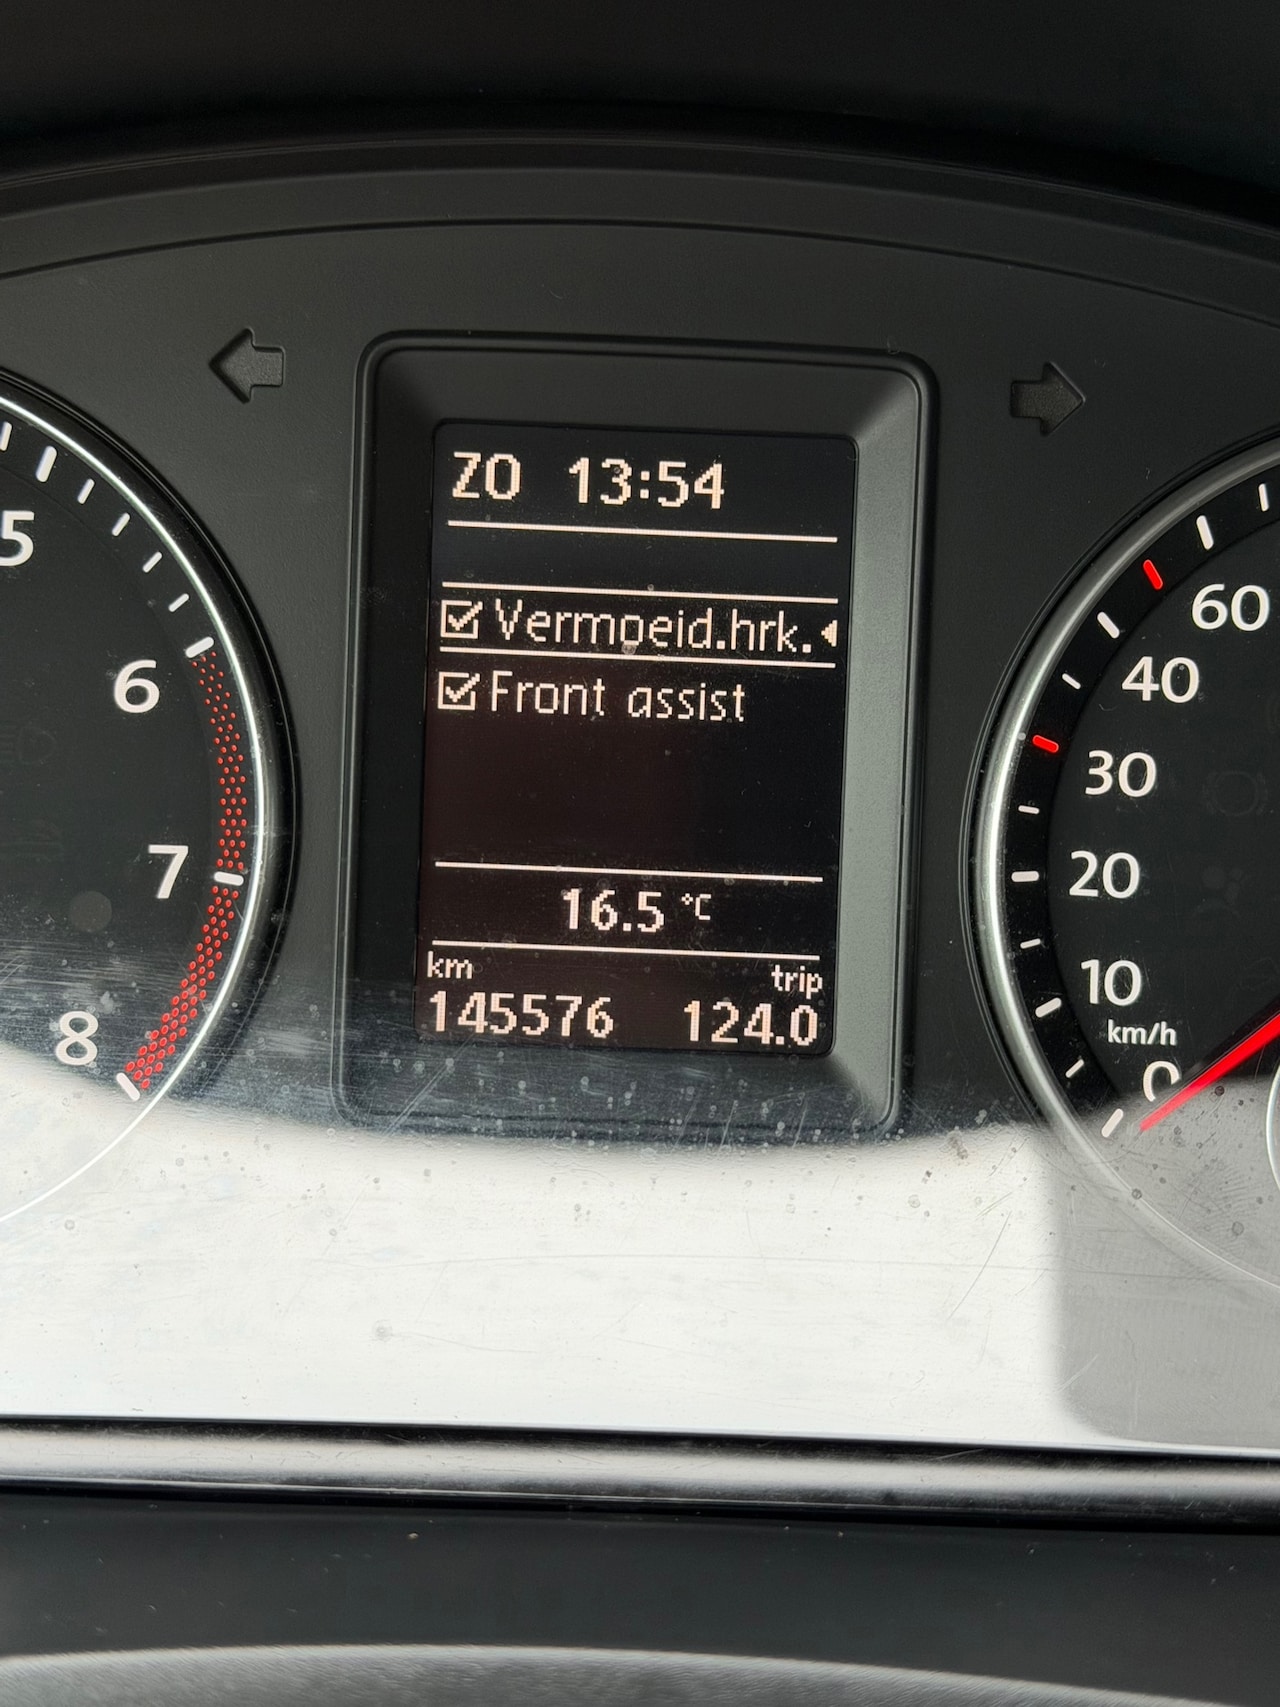 ZO 13:54
Vermoeid.hrk.
Front assist
16.5 °C
km trip
145576 124.0
5
6
7
8
60
40
30
20
10
km/h
0